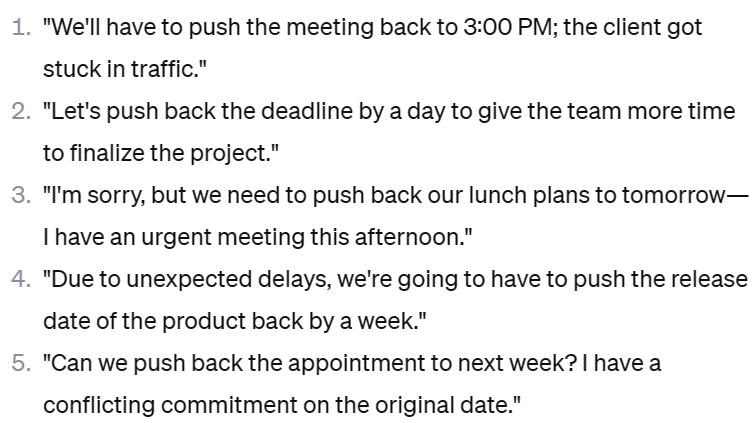 1. "We'll have to push the meeting back to 3:00 PM; the client got
stuck in traffic."
2. "Let's push back the deadline by a day to give the team more time
to finalize the project."
3. "I'm sorry, but we need to push back our lunch plans to tomorrow—
I have an urgent meeting this afternoon."
4. "Due to unexpected delays, we're going to have to push the release
date of the product back by a week."
5. "Can we push back the appointment to next week? I have a
conflicting commitment on the original date."